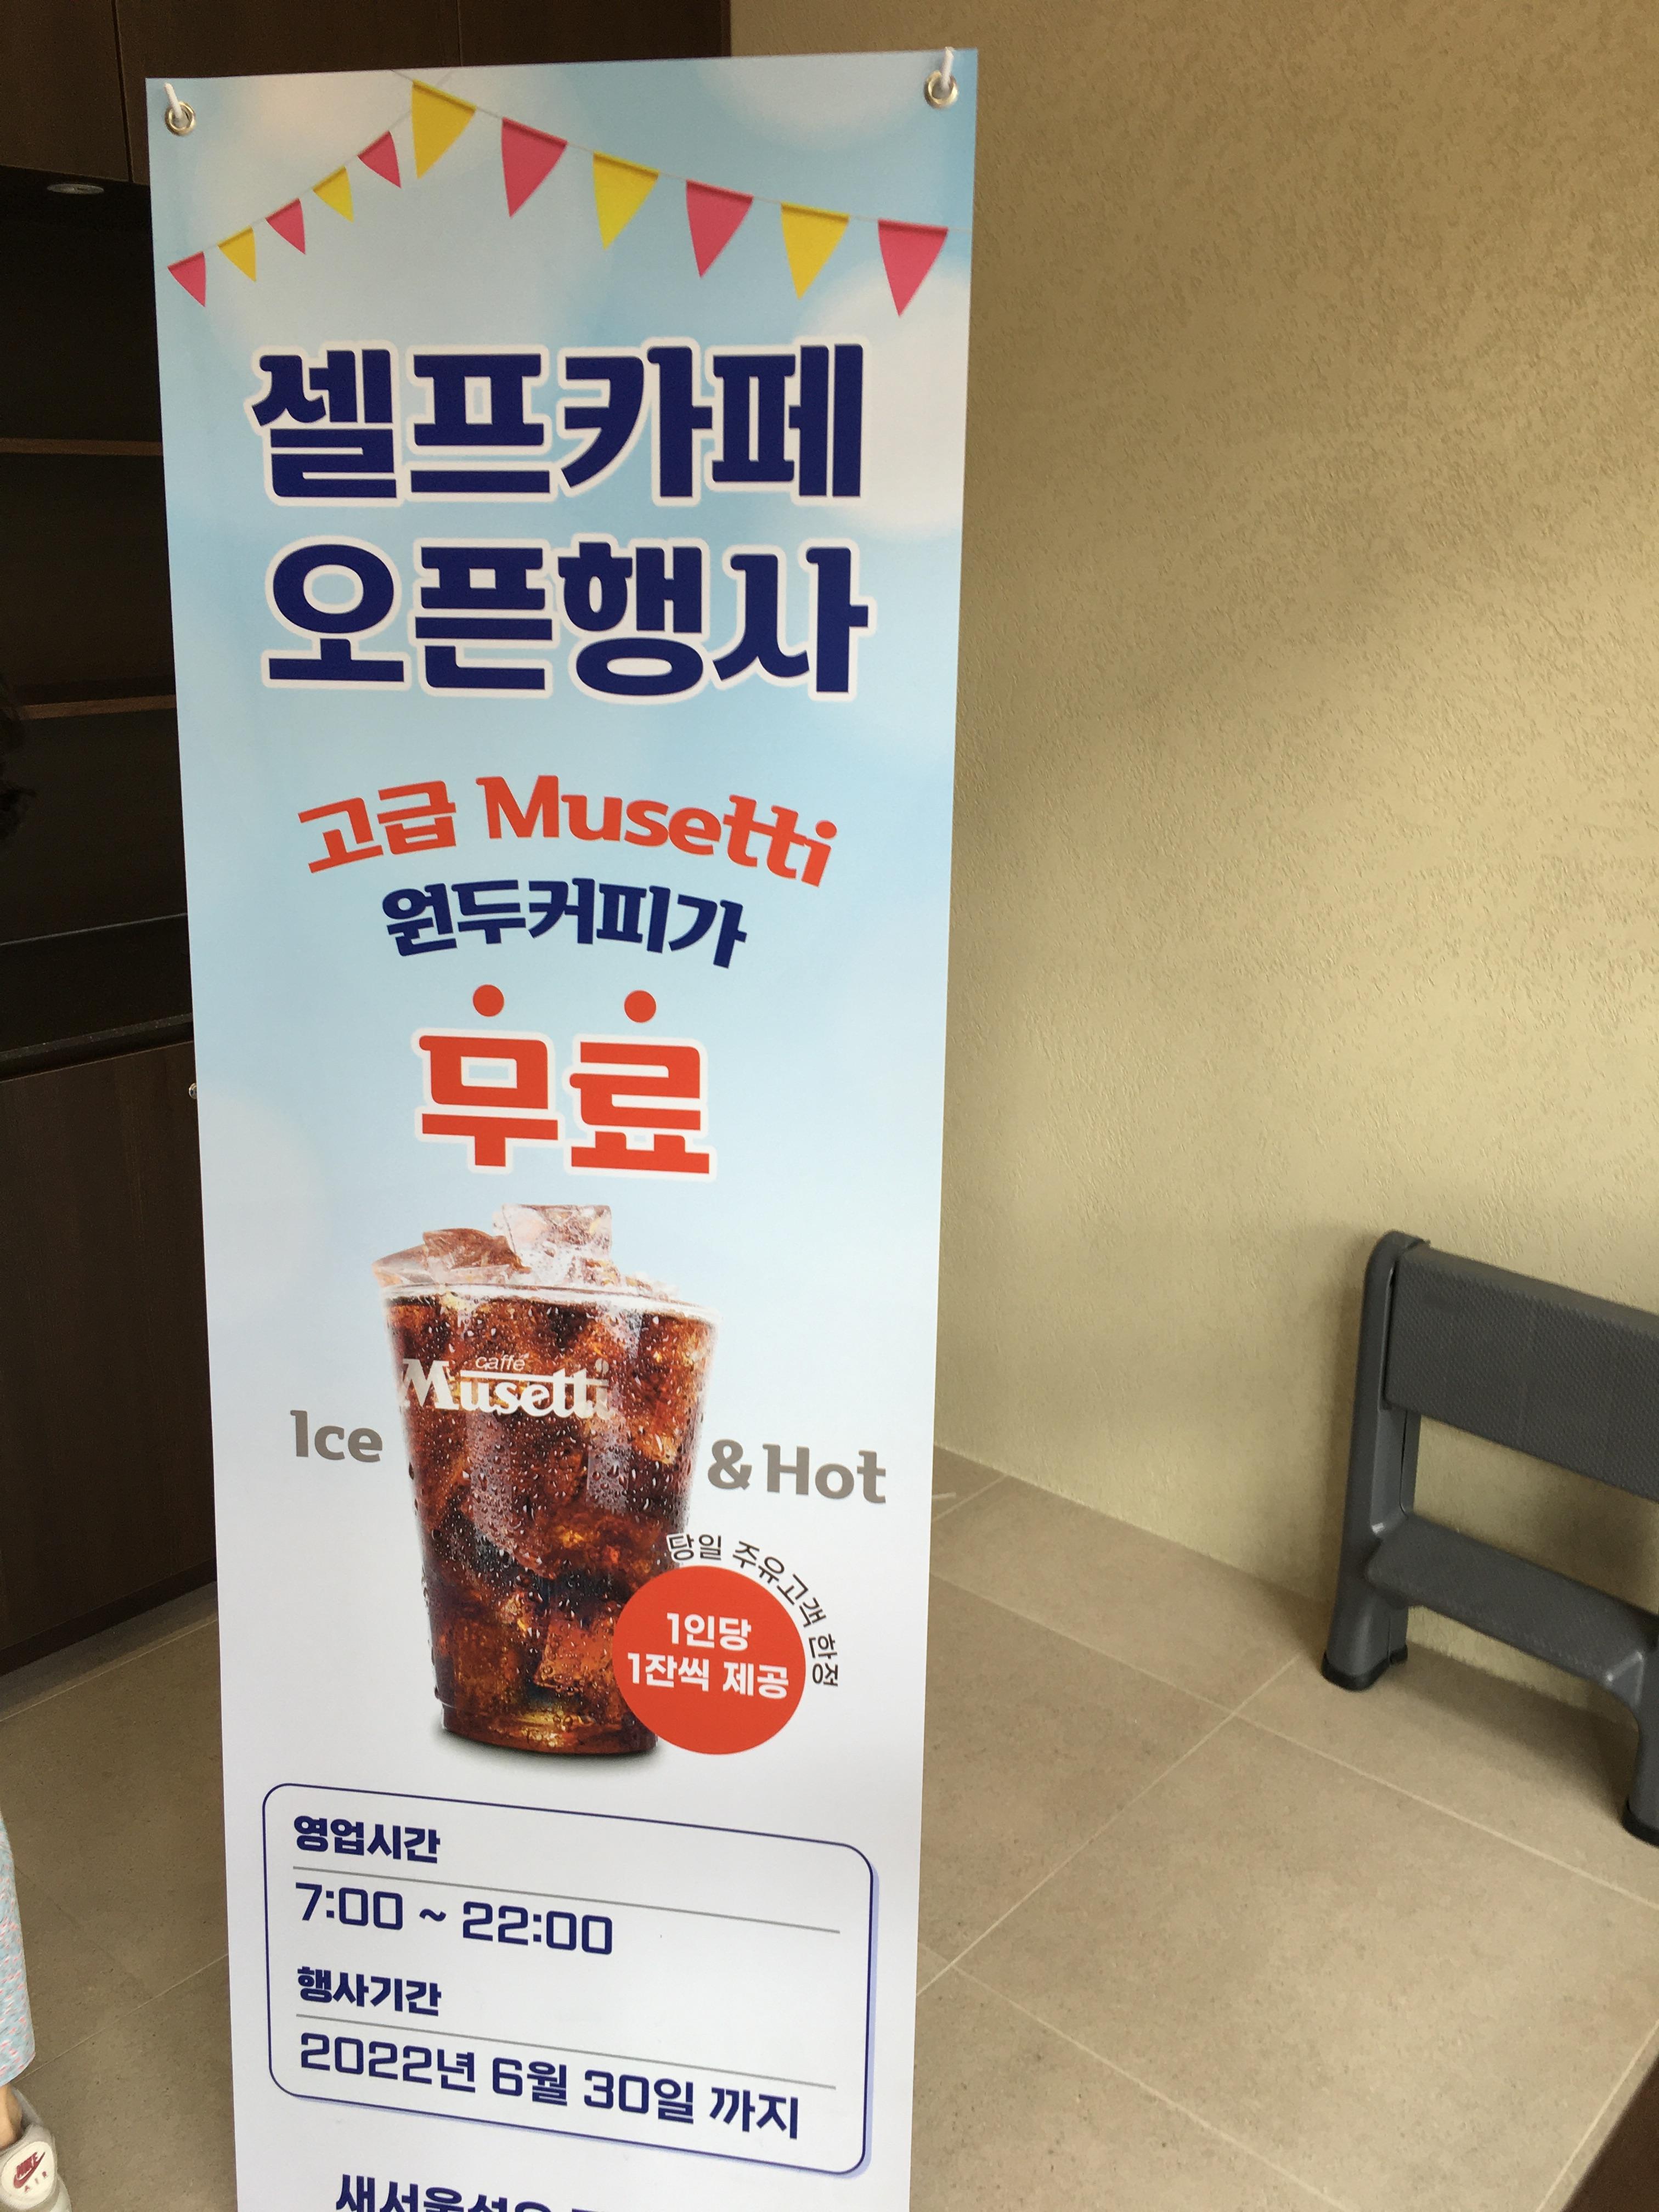 셀프카페
오픈행사
고급 Musetti
원두커피가
무료
caffé
Musetti
Ice & Hot
당일 주유고객 한정
1인당
1잔씩 제공
영업시간
7:00 ~ 22:00
행사기간
2022년 6월 30일 까지
AIR